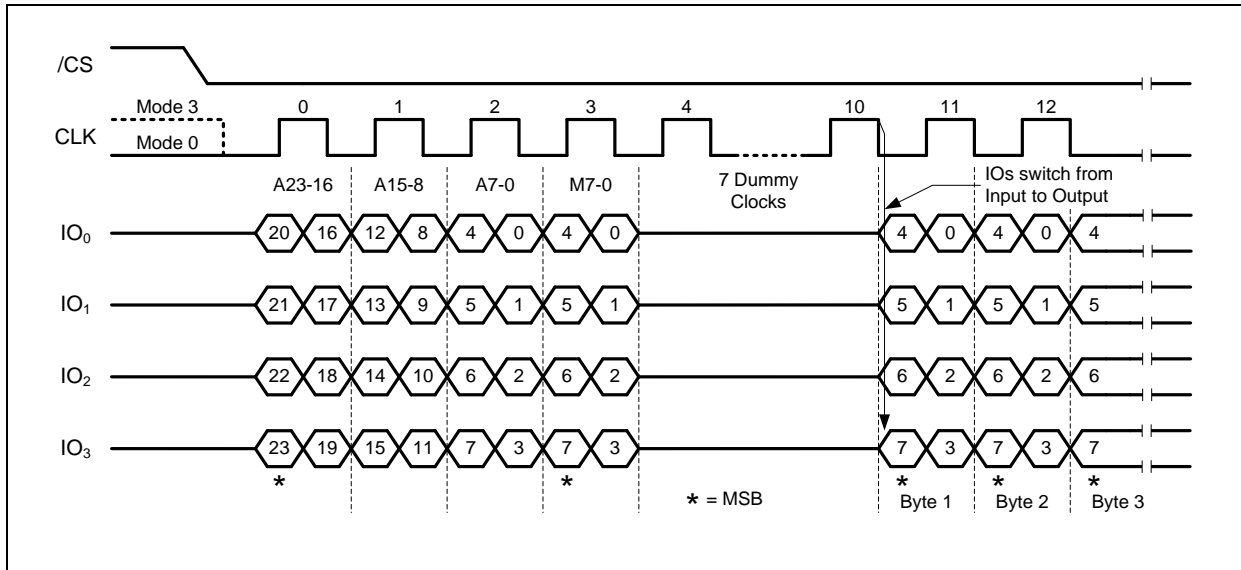 /CS
Mode 3 0 1 2 3 4 10 11 12
CLK
Mode 0
A23-16 A15-8 A7-0 M7-0 7 Dummy
Clocks
IOs switch from
Input to Output
IO0 20 16 12 8 4 0 4 0 4 0 4 0 4
IO1 21 17 13 9 5 1 5 1 5 1 5 1 5
IO2 22 18 14 10 6 2 6 2 6 2 6 2 6
IO3 23 19 15 11 7 3 7 3 7 3 7 3 7
* * * * *
* = MSB
Byte 1 Byte 2 Byte 3